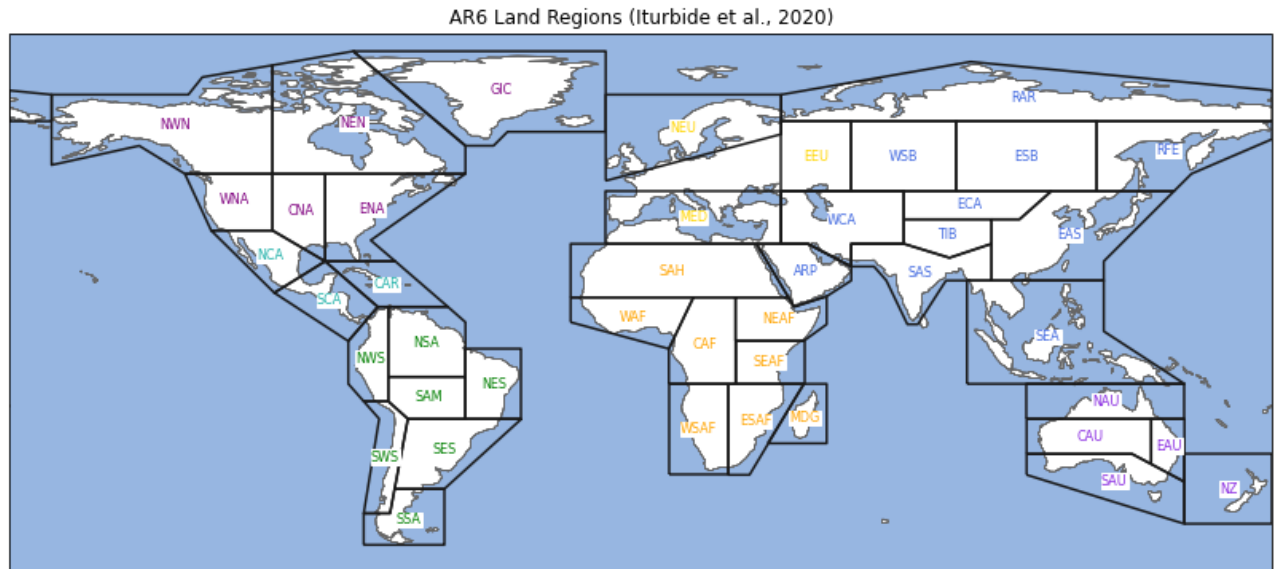 AR6 Land Regions (Iturbide et al., 2020)
GIC
RAR
NWN
NEN
NEU
RFE
EEU
WSB
ESB
WNA
CNA
ENA
ECA
MED
WCA
TIB
EAS
NCA
SAH
ARP
SAS
CAR
SCA
WAF
NEAF
SEA
NSA
CAF
NWS
SEAF
NES
SAM
NAU
MDG
ESAF
WSAF
CAU
EAU
SES
SWS
SAU
NZ
SSA